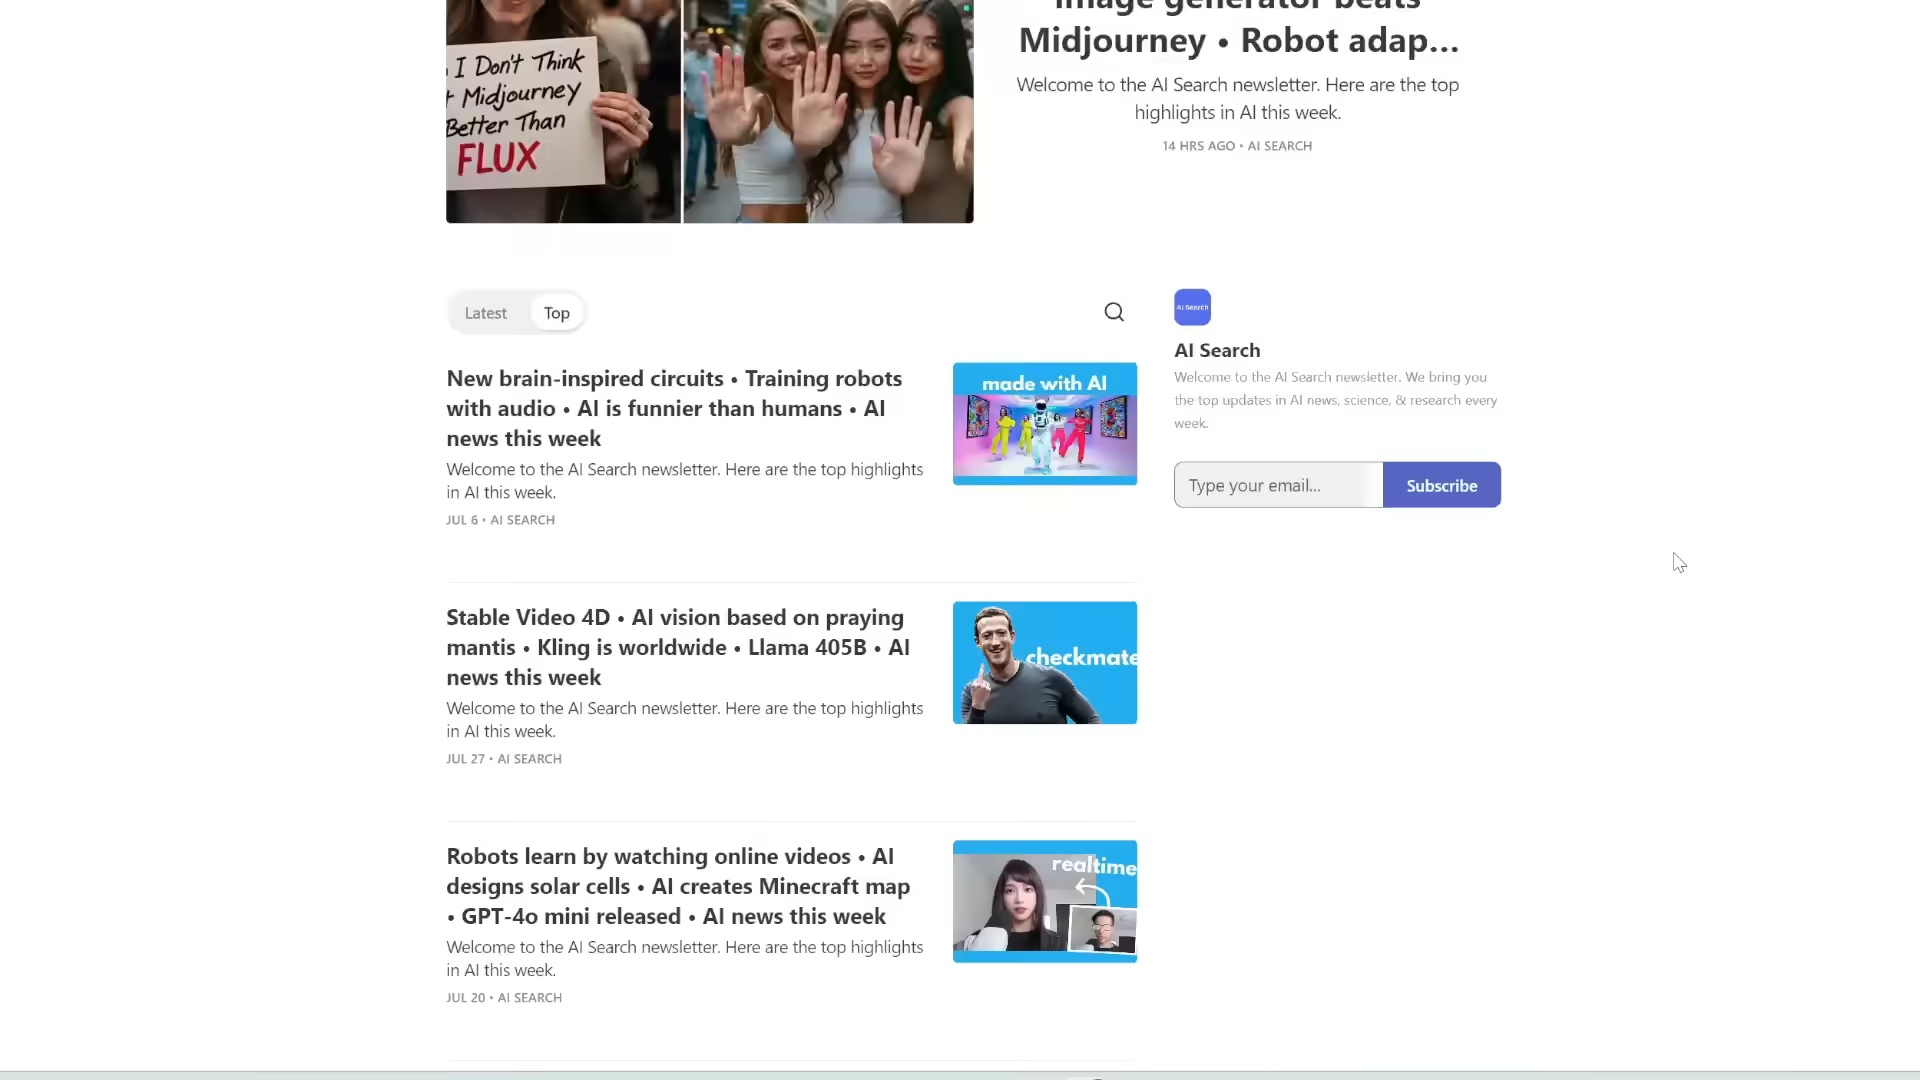 Image generator beats
Midjourney • Robot adap...
Welcome to the AI Search newsletter. Here are the top
highlights in AI this week.
14 HRS AGO • AI SEARCH
I Don't Think
Midjourney
Better Than
FLUX
Latest
Top
New brain-inspired circuits • Training robots
with audio • AI is funnier than humans • AI
news this week
Welcome to the AI Search newsletter. Here are the top highlights
in AI this week.
JUL 6 • AI SEARCH
made with AI
AI Search
AI Search
Welcome to the AI Search newsletter. We bring you
the top updates in AI news, science, & research every
week.
Type your email...
Subscribe
Stable Video 4D • AI vision based on praying
mantis • Kling is worldwide • Llama 405B • AI
news this week
Welcome to the AI Search newsletter. Here are the top highlights
in AI this week.
JUL 27 • AI SEARCH
checkmate
Robots learn by watching online videos • AI
designs solar cells • AI creates Minecraft map
• GPT-4o mini released • AI news this week
Welcome to the AI Search newsletter. Here are the top highlights
in AI this week.
JUL 20 • AI SEARCH
realtime